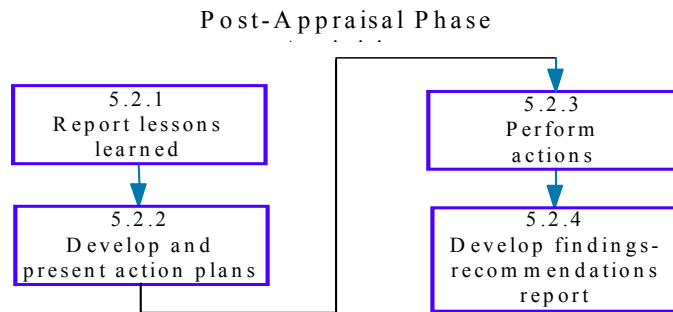 Post-Appraisal Phase
5.2.1
Report lessons
learned
5.2.2
Develop and
present action plans
5.2.3
Perform
actions
5.2.4
Develop findings-
recommendations
report